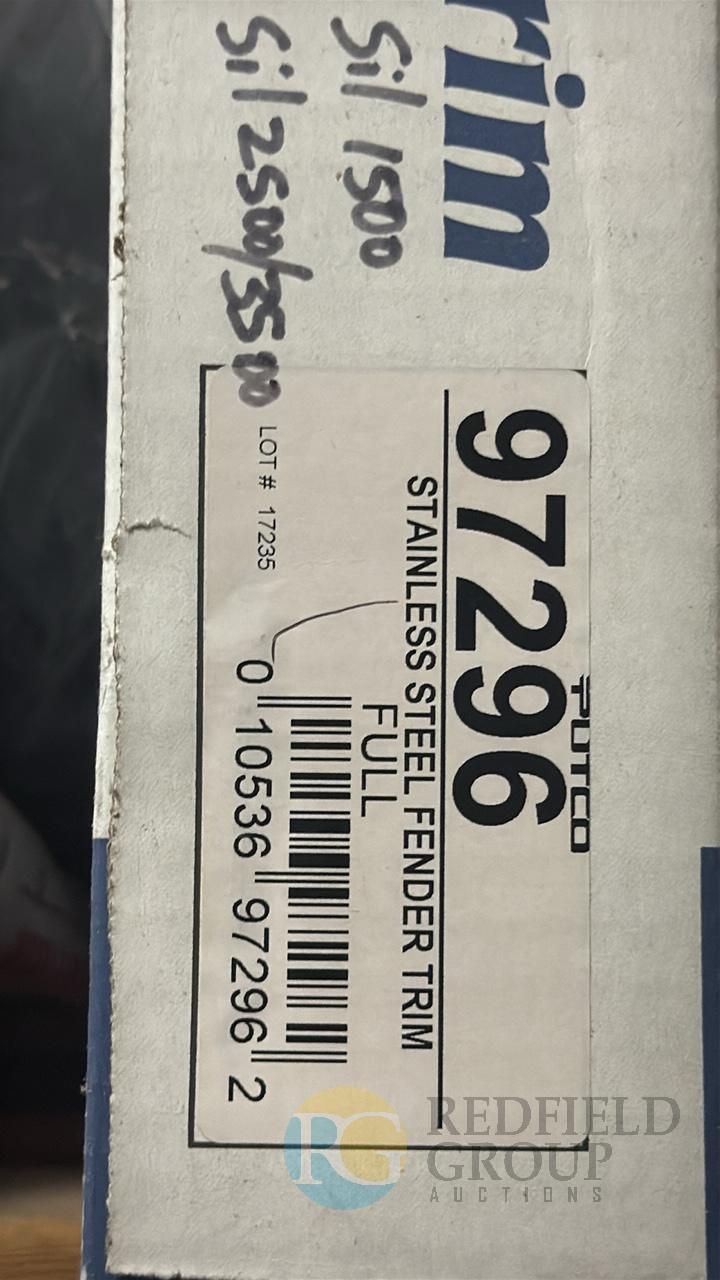 rim
Sil 1500
Sil 2500/3500
PUTCO
97296
STAINLESS STEEL FENDER TRIM
FULL
LOT # 17235
0 10536 97296 2
RG
REDFIELD
GROUP
AUCTIONS